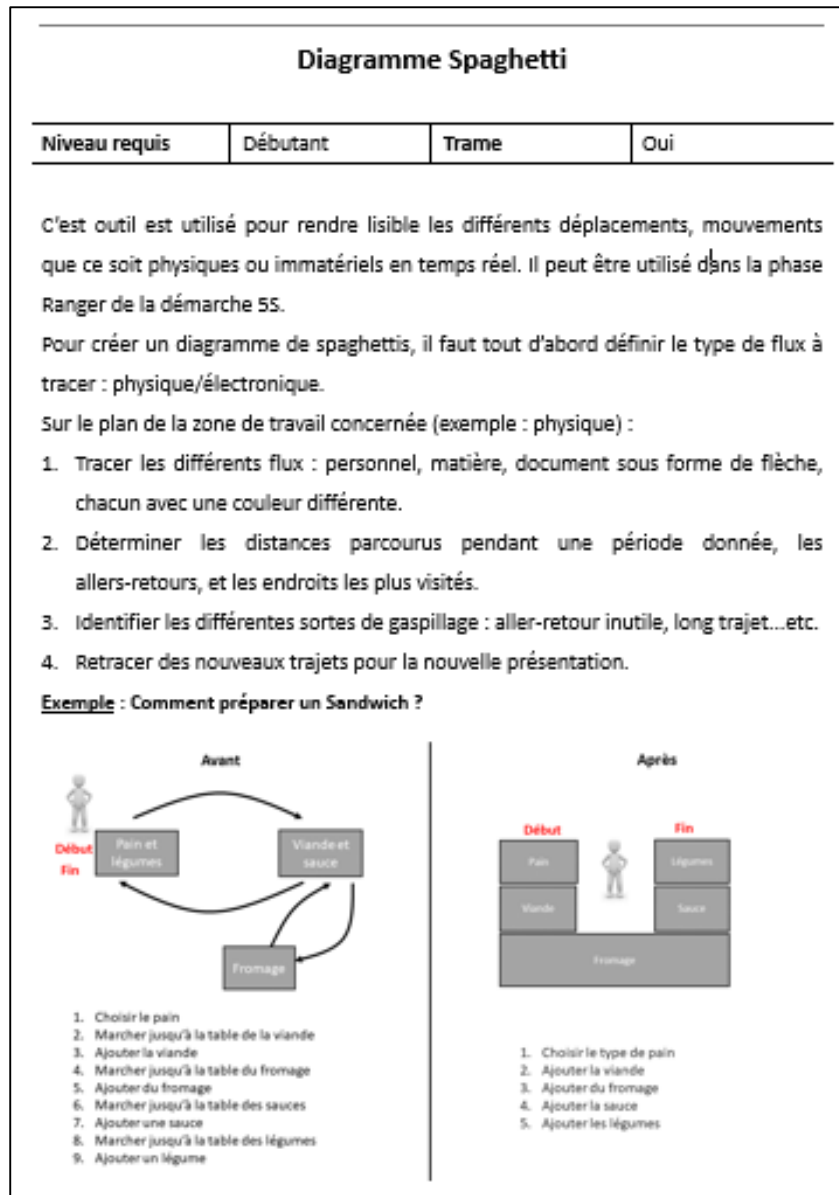 Diagramme Spaghetti
Niveau requis Débutant Trame Oui
C'est outil est utilisé pour rendre lisible les différents déplacements, mouvements
que ce soit physiques ou immatériels en temps réel. Il peut être utilisé dans la phase
Ranger de la démarche 5S.
Pour créer un diagramme de spaghettis, il faut tout d'abord définir le type de flux à
tracer : physique/électronique.
Sur le plan de la zone de travail concernée (exemple : physique) :
1. Tracer les différents flux : personnel, matière, document sous forme de flèche,
chacun avec une couleur différente.
2. Déterminer les distances parcourus pendant une période donnée, les
allers-retours, et les endroits les plus visités.
3. Identifier les différentes sortes de gaspillage : aller-retour inutile, long trajet...etc.
4. Retracer des nouveaux trajets pour la nouvelle présentation.
Exemple : Comment préparer un Sandwich ?
Avant
Début
Fin
Pain et
légumes
Viande et
sauce
Fromage
1. Choisir le pain
2. Marcher jusqu'à la table de la viande
3. Ajouter la viande
4. Marcher jusqu'à la table du fromage
5. Ajouter du fromage
6. Marcher jusqu'à la table des sauces
7. Ajouter une sauce
8. Marcher jusqu'à la table des légumes
9. Ajouter un légume
Après
Début
Fin
Pain
Légumes
Viande
Sauce
Fromage
1. Choisir le type de pain
2. Ajouter la viande
3. Ajouter du fromage
4. Ajouter la sauce
5. Ajouter les légumes